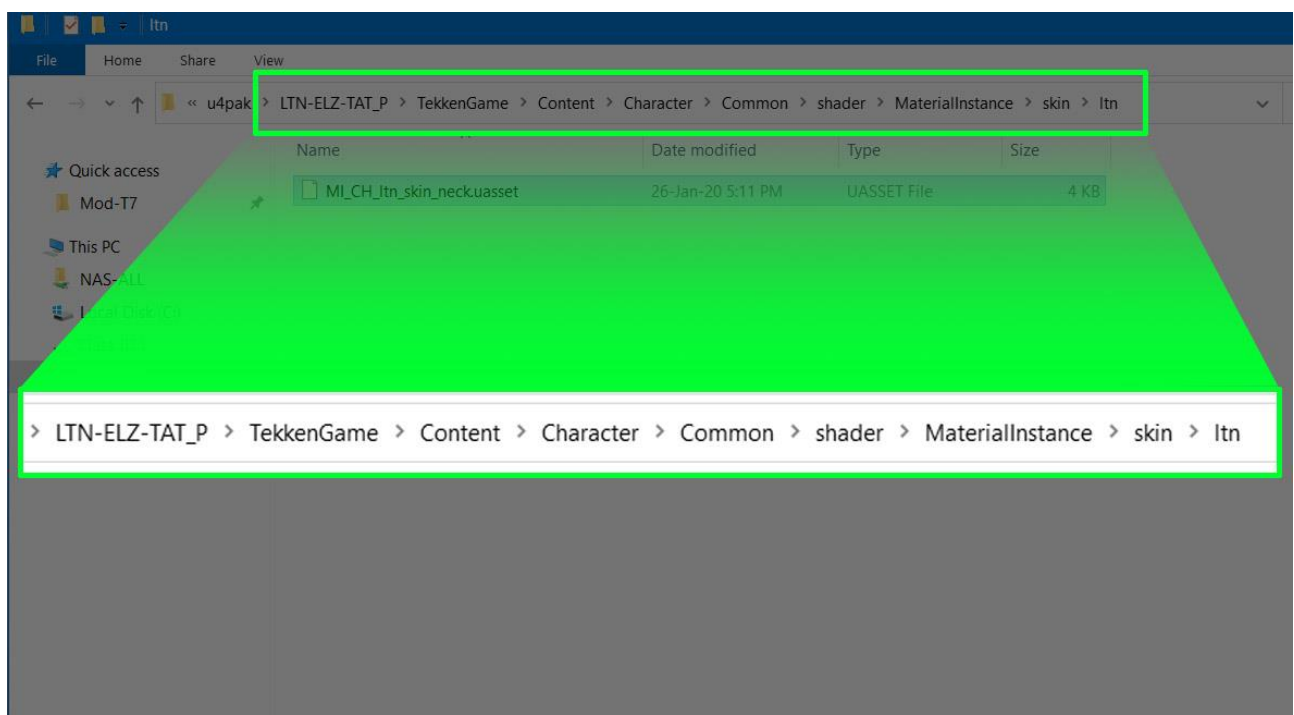 ltn
File Home Share View
« u4pak > LTN-ELZ-TAT_P > TekkenGame > Content > Character > Common > shader > MaterialInstance > skin > ltn
Name Date modified Type Size
Quick access
MI_CH_ltn_skin_neck.uasset 26-Jan-20 5:11 PM UASSET File 4 KB
Mod-T7
This PC
NAS-ALL
Local Disk (C:)
> LTN-ELZ-TAT_P > TekkenGame > Content > Character > Common > shader > MaterialInstance > skin > ltn